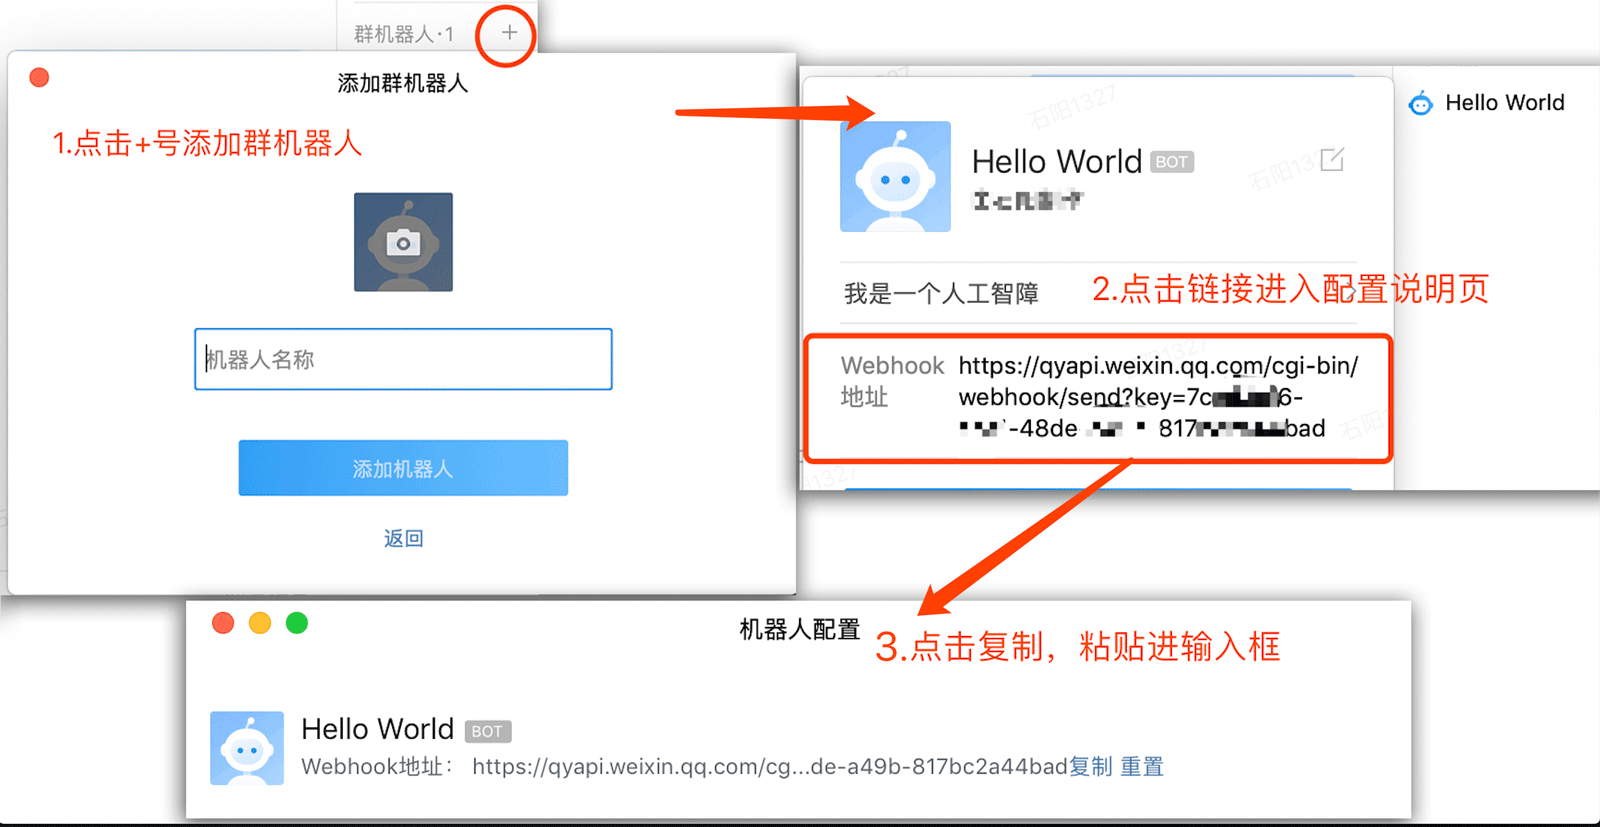 群机器人·1
添加群机器人
1.点击+号添加群机器人
机器人名称
添加机器人
返回
Hello World
石阳1327
Hello World BOT
我是一个人工智障
2.点击链接进入配置说明页
Webhook地址
https://qyapi.weixin.qq.com/cgi-bin/
webhook/send?key=7c 6-
-48de 817 bad
机器人配置
3.点击复制，粘贴进输入框
Hello World BOT
Webhook地址： https://qyapi.weixin.qq.com/cg...de-a49b-817bc2a44bad复制 重置